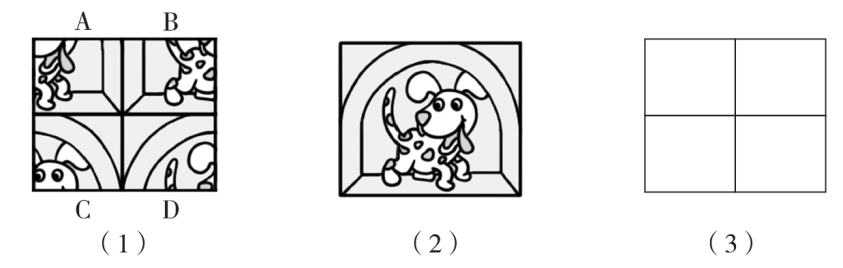 A B
C D
（1） （2） （3）